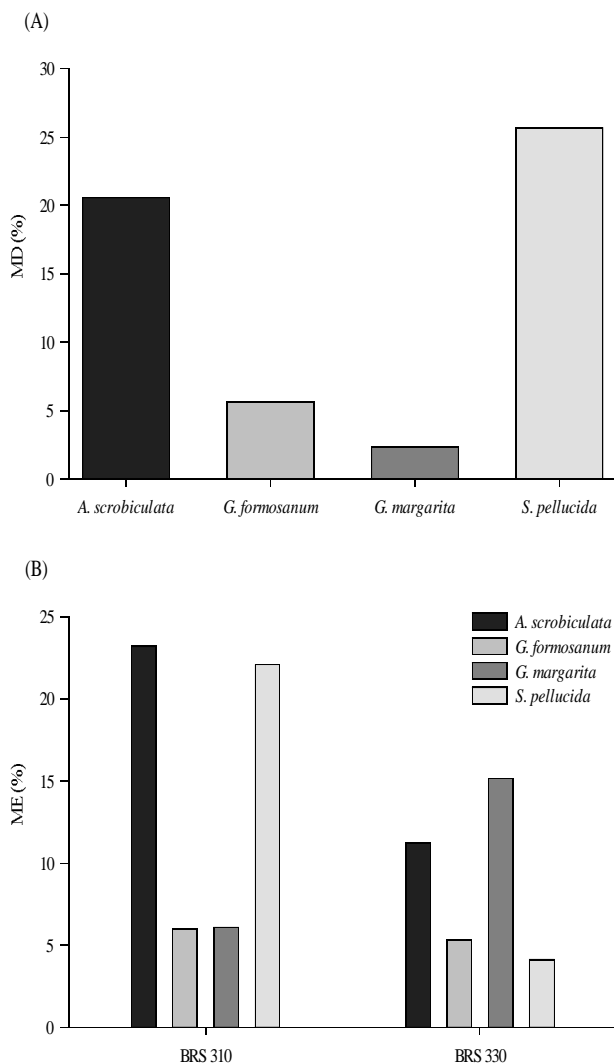 (A)
30
25
20
15
10
5
0
MD (%)
A. scrobiculata G. formosanum G. margarita S. pellucida
(B)
25
20
15
10
5
0
ME (%)
A. scrobiculata
G. formosanum
G. margarita
S. pellucida
BRS 310 BRS 330